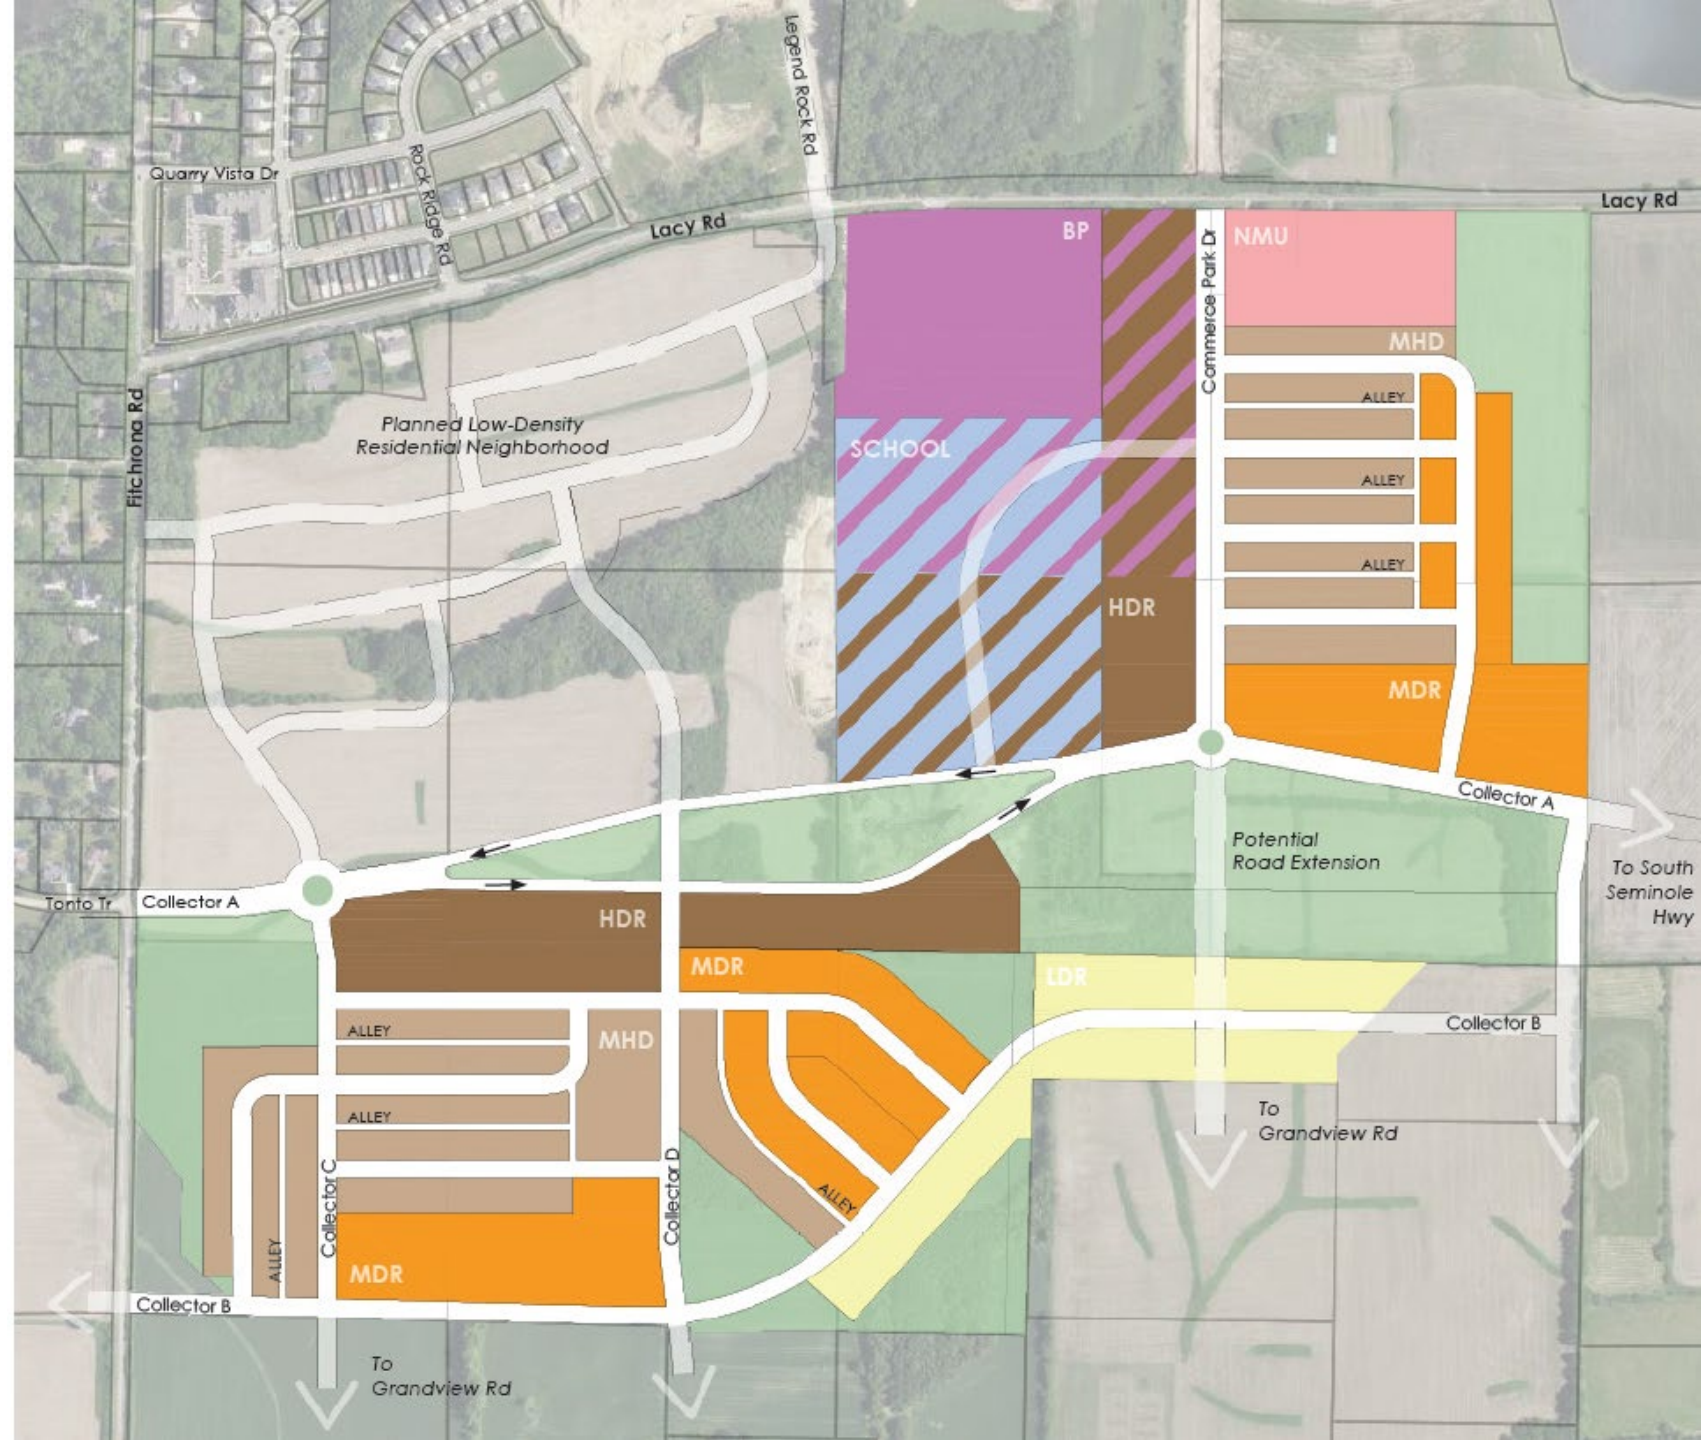 Legend Rock Rd
Quarry Vista Dr
Rock Ridge Rd
Lacy Rd
Lacy Rd
BP
NMU
Commerce Park Dr
MHD
Fitchrona Rd
ALLEY
Planned Low-Density
Residential Neighborhood
SCHOOL
ALLEY
ALLEY
HDR
MDR
Collector A
Potential
Road Extension
To South
Seminole
Hwy
Tonto Tr
Collector A
HDR
MDR
LDR
Collector B
ALLEY
MHD
To
Grandview Rd
ALLEY
Collector C
Collector D
ALLEY
ALLEY
MDR
Collector B
To
Grandview Rd